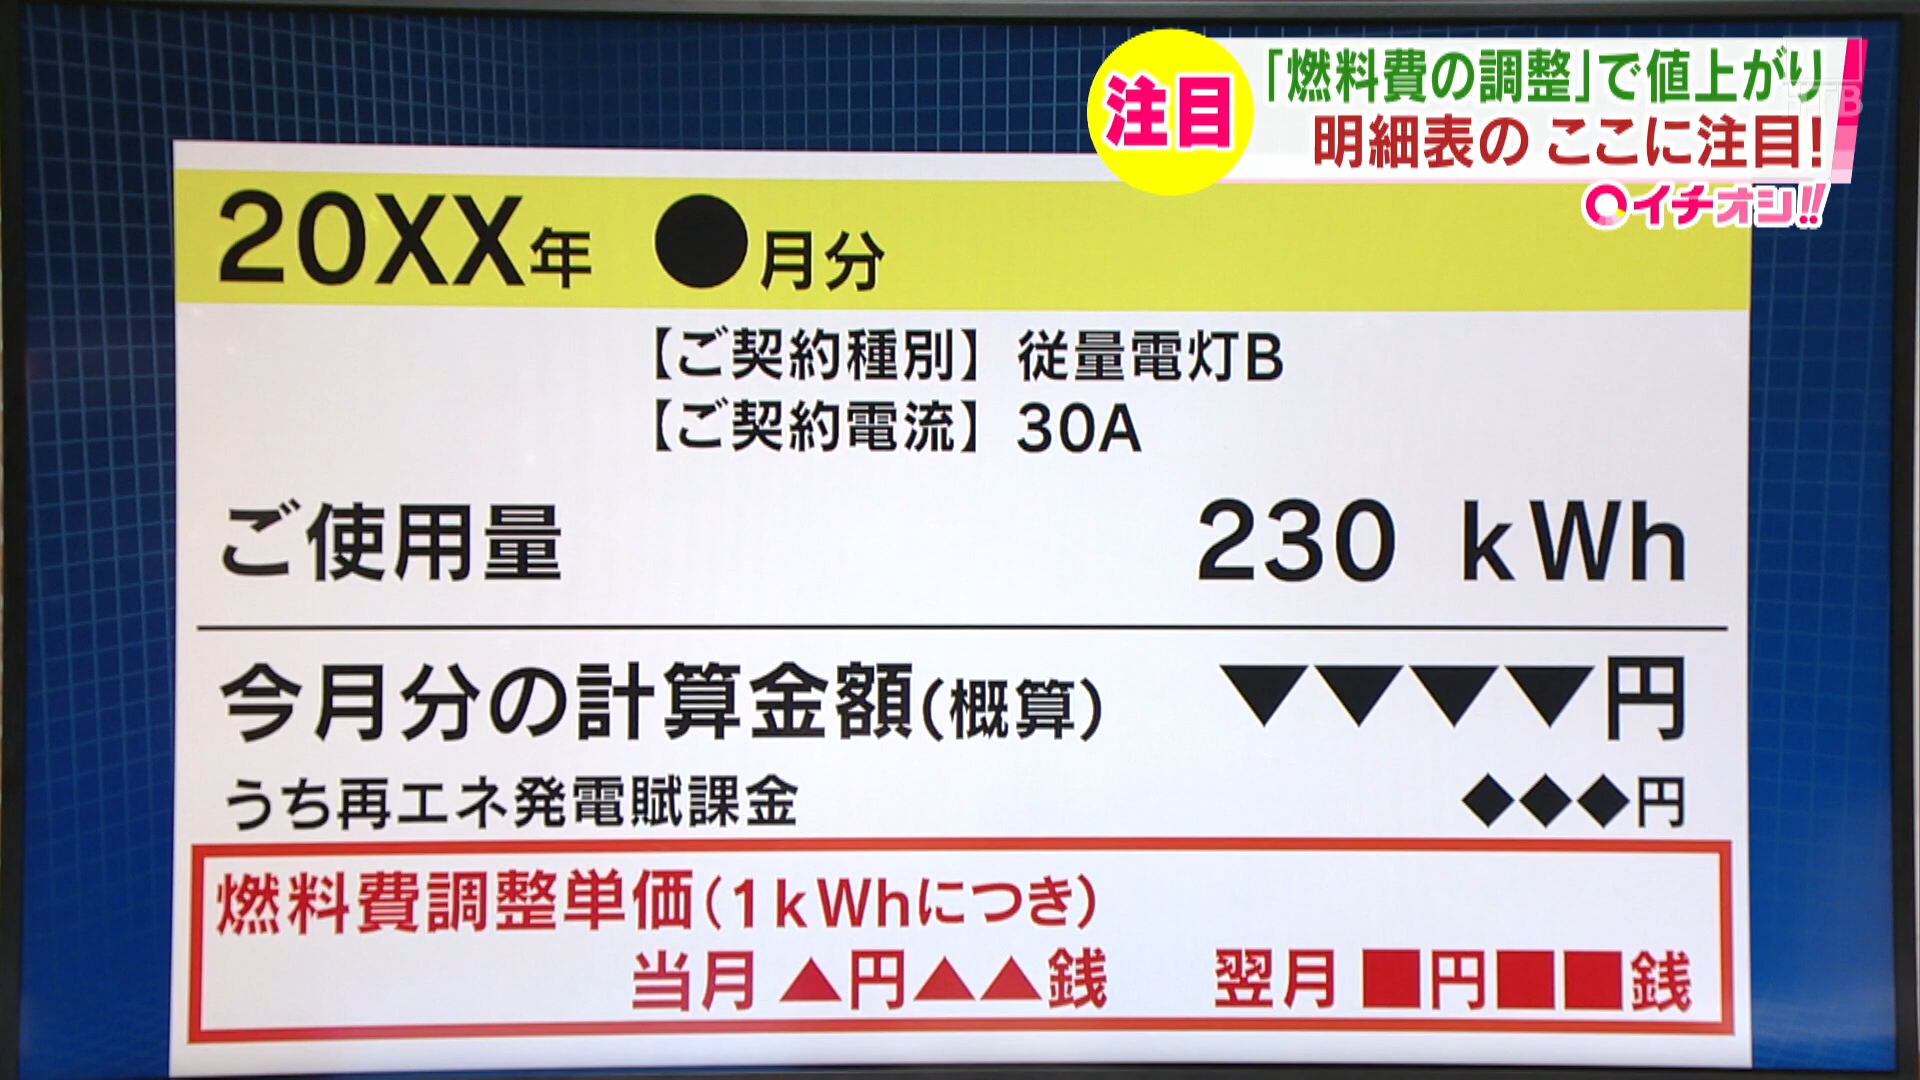 注目
「燃料費の調整」で値上がり
明細表の ここに注目!
イチオシ!!
20XX年 ●月分
【ご契約種別】 従量電灯B
【ご契約電流】 30A
ご使用量 230 kWh
今月分の計算金額(概算) ▼▼▼▼円
うち再エネ発電賦課金 ◆◆◆円
燃料費調整単価(1kWhにつき)
当月 ▲円▲▲銭 翌月 ■円■■銭